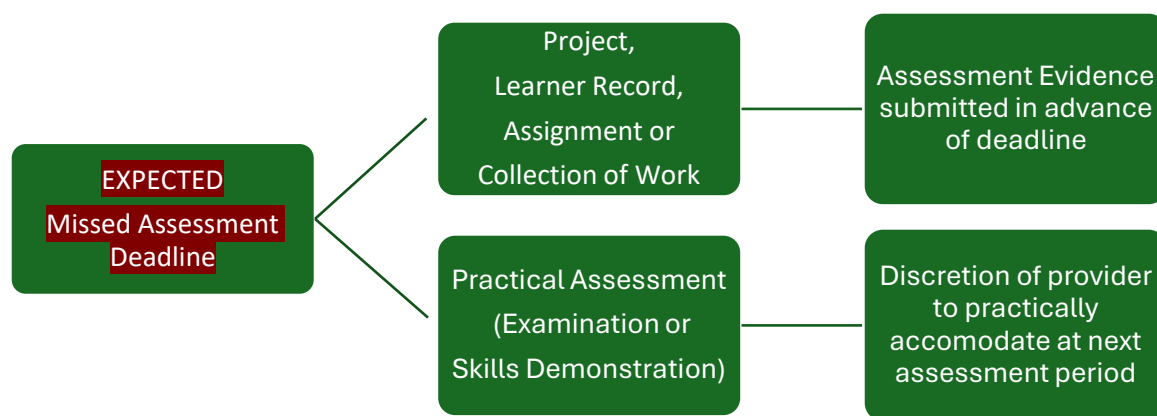 EXPECTED
Missed Assessment
Deadline
Project,
Learner Record,
Assignment or
Collection of Work
Assessment Evidence
submitted in advance
of deadline
Practical Assessment
(Examination or
Skills Demonstration)
Discretion of provider
to practically
accomodate at next
assessment period